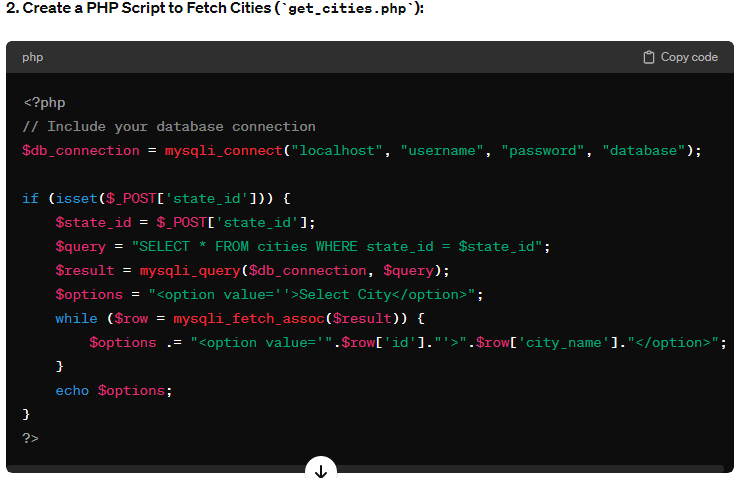 2. Create a PHP Script to Fetch Cities (`get_cities.php`):
php
Copy code
<?php
// Include your database connection
$db_connection = mysqli_connect("localhost", "username", "password", "database");
if (isset($_POST['state_id'])) {
    $state_id = $_POST['state_id'];
    $query = "SELECT * FROM cities WHERE state_id = $state_id";
    $result = mysqli_query($db_connection, $query);
    $options = "<option value=''>Select City</option>";
    while ($row = mysqli_fetch_assoc($result)) {
        $options .= "<option value='".$row['id']."'>".$row['city_name']."</option>";
    }
    echo $options;
}
?>